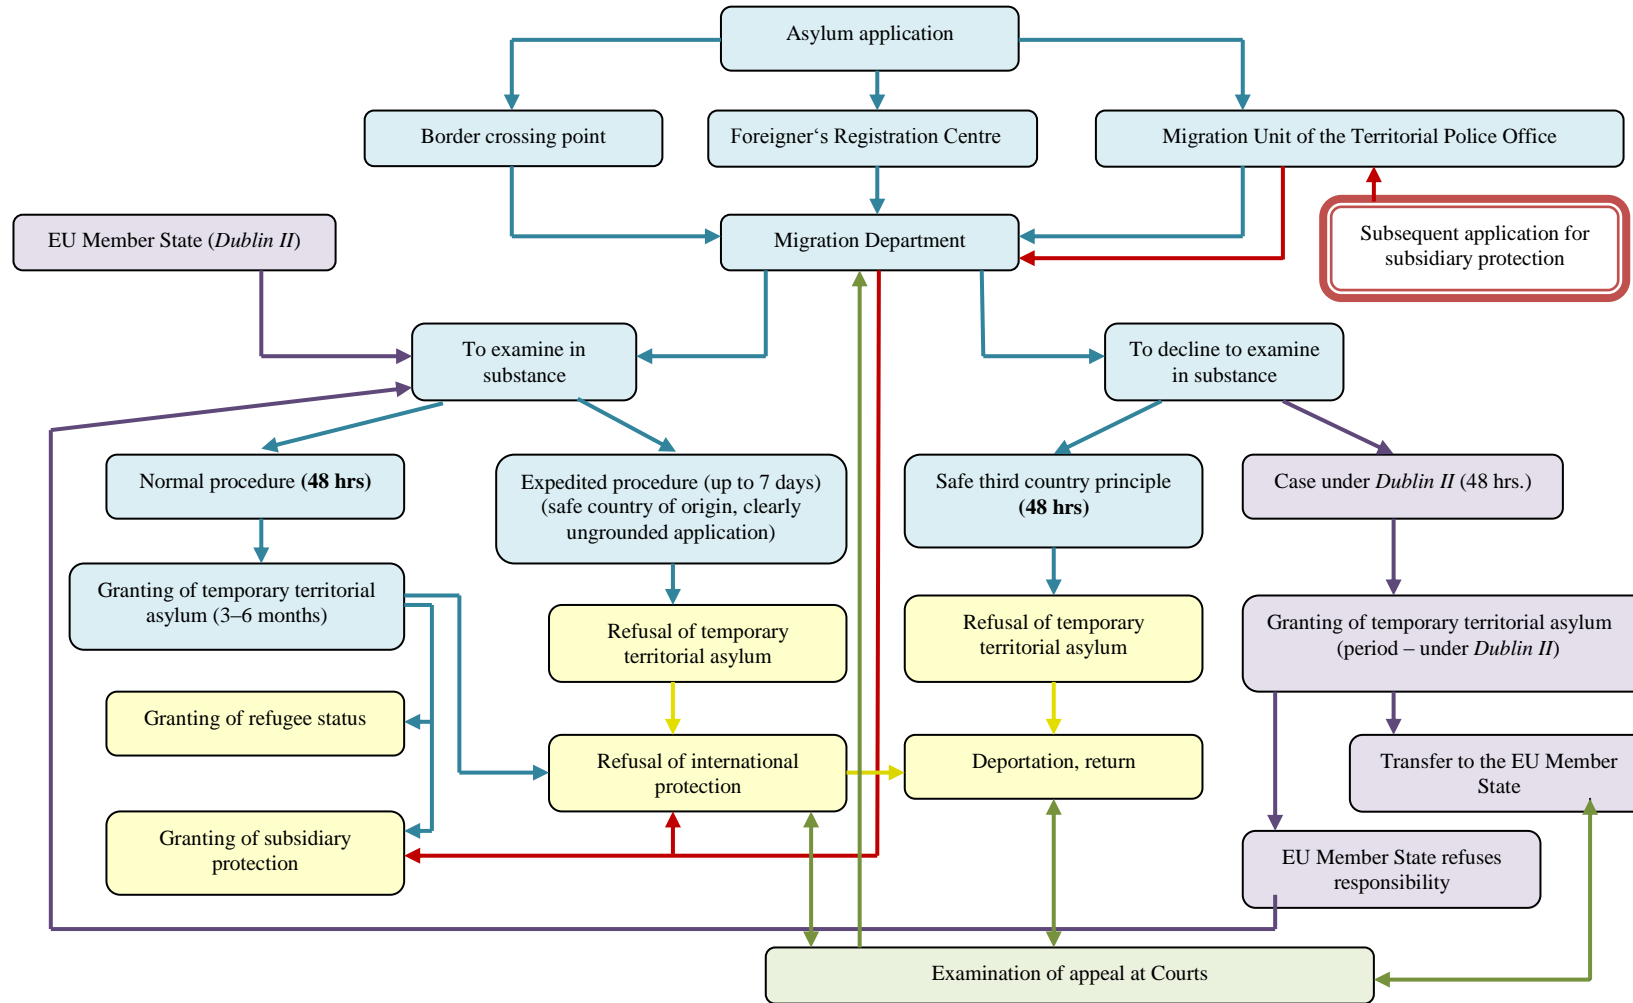 Asylum application
Border crossing point
Foreigner‘s Registration Centre
Migration Unit of the Territorial Police Office
EU Member State (Dublin II)
Migration Department
Subsequent application for
subsidiary protection
To examine in
substance
To decline to examine
in substance
Normal procedure (48 hrs)
Expedited procedure (up to 7 days)
(safe country of origin, clearly
ungrounded application)
Safe third country principle
(48 hrs)
Case under Dublin II (48 hrs.)
Granting of temporary territorial
asylum (3–6 months)
Refusal of temporary
territorial asylum
Refusal of temporary
territorial asylum
Granting of temporary territorial asylum
(period – under Dublin II)
Granting of refugee status
Refusal of international
protection
Deportation, return
Transfer to the EU Member
State
Granting of subsidiary
protection
EU Member State refuses
responsibility
Examination of appeal at Courts